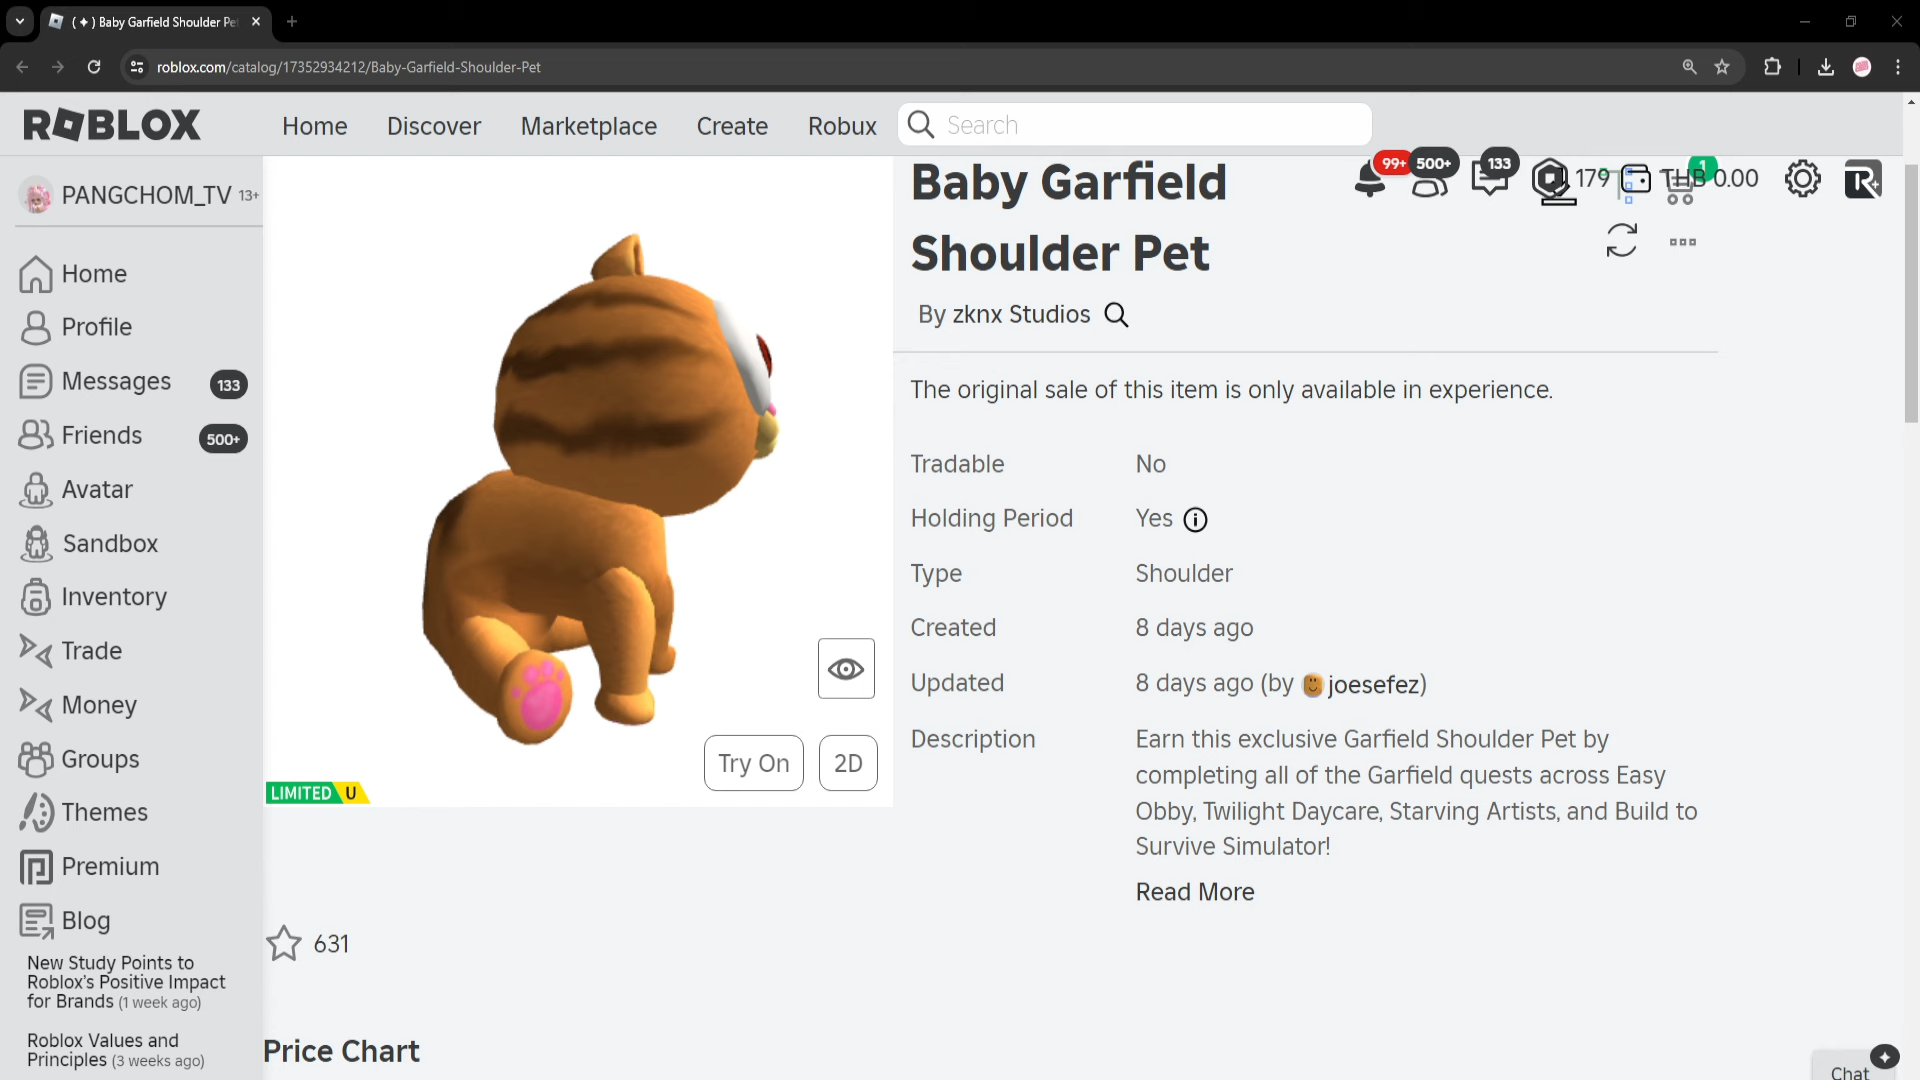 ( ✦ ) Baby Garfield Shoulder Pe
roblox.com/catalog/17352934212/Baby-Garfield-Shoulder-Pet
ROBLOX
Home
Discover
Marketplace
Create
Robux
Search
99+
500+
133
179
THB 0.00
1
PANGCHOM_TV 13+
Home
Profile
Messages
133
Friends
500+
Avatar
Sandbox
Inventory
Trade
Money
Groups
Themes
Premium
Blog
New Study Points to
Roblox's Positive Impact
for Brands (1 week ago)
Roblox Values and
Principles (3 weeks ago)
Try On
2D
LIMITED U
631
Price Chart
Baby Garfield
Shoulder Pet
By zknx Studios
The original sale of this item is only available in experience.
Tradable No
Holding Period Yes
Type Shoulder
Created 8 days ago
Updated 8 days ago (by joesefez)
Description Earn this exclusive Garfield Shoulder Pet by
completing all of the Garfield quests across Easy
Obby, Twilight Daycare, Starving Artists, and Build to
Survive Simulator!
Read More
Chat